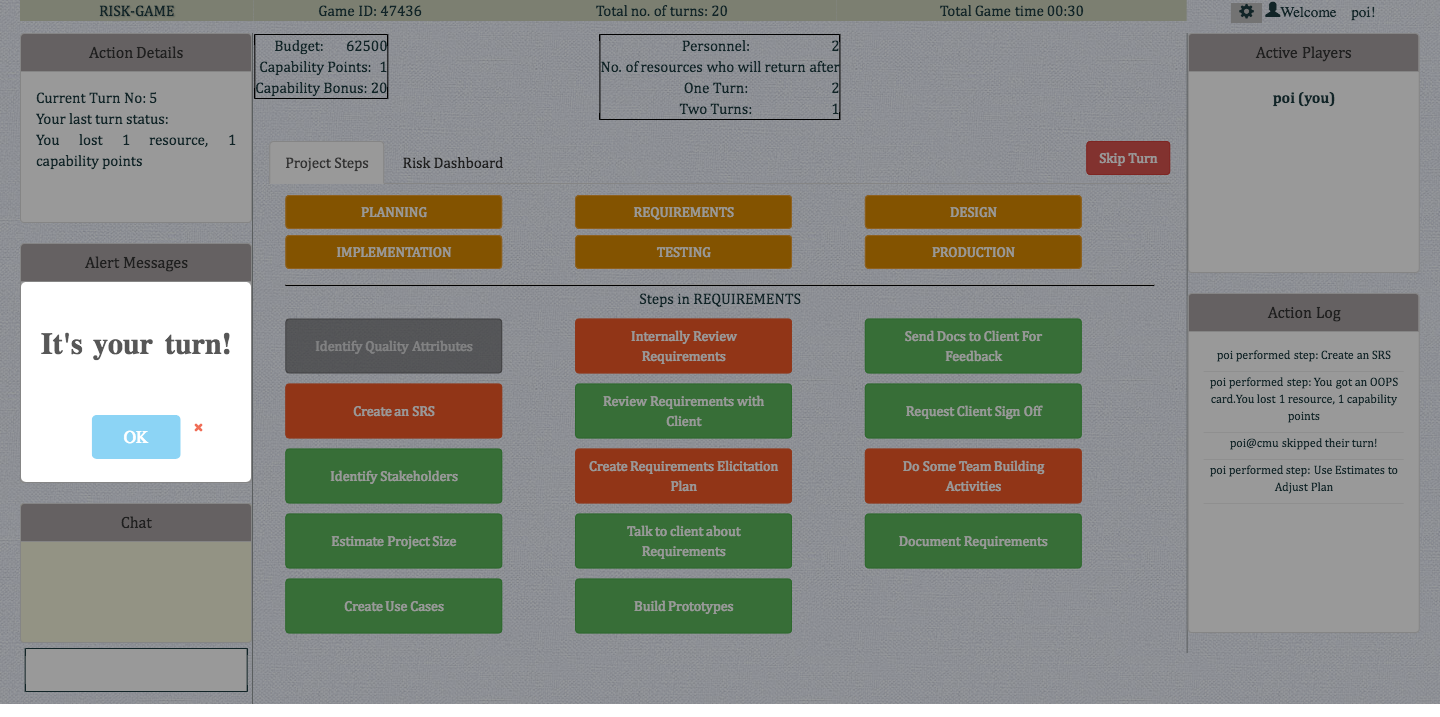 RISK-GAME
Game ID: 47436
Total no. of turns: 20
Total Game time 00:30
Welcome poi!
Action Details
Current Turn No: 5
Your last turn status:
You lost 1 resource, 1
capability points
Alert Messages
It's your turn!
OK
Chat
Budget: 62500
Capability Points: 1
Capability Bonus: 20
Personnel: 2
No. of resources who will return after
One Turn: 2
Two Turns: 1
Project Steps
Risk Dashboard
Skip Turn
PLANNING
REQUIREMENTS
DESIGN
IMPLEMENTATION
TESTING
PRODUCTION
Steps in REQUIREMENTS
Identify Quality Attributes
Internally Review
Requirements
Send Docs to Client For
Feedback
Create an SRS
Review Requirements with
Client
Request Client Sign Off
Identify Stakeholders
Create Requirements Elicitation
Plan
Do Some Team Building
Activities
Estimate Project Size
Talk to client about
Requirements
Document Requirements
Create Use Cases
Build Prototypes
Active Players
poi (you)
Action Log
poi performed step: Create an SRS
poi performed step: You got an OOPS
card.You lost 1 resource, 1 capability
points
poi@cmu skipped their turn!
poi performed step: Use Estimates to
Adjust Plan